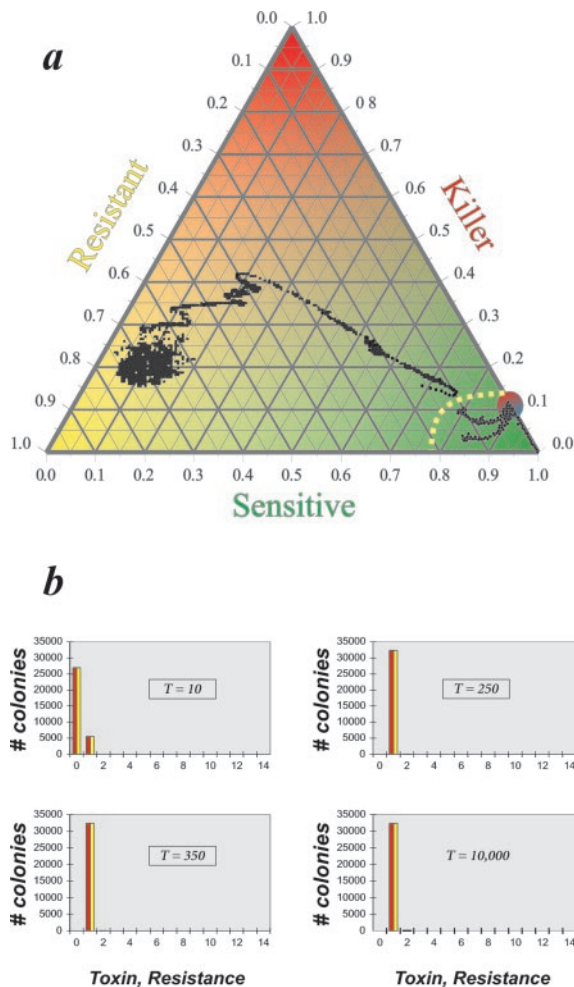 a
0.0 1.0
0.1 0.9
0.2 0 8
0.3 0.7
0.4 0.6
0.5 0.5
0.6 0.4
0.7 0.3
0.8 0.2
0.9 0.1
1.0 0.0
Resistant
Killer
0.0 0.1 0.2 0.3 0.4 0.5 0.6 0.7 0.8 0.9 1.0
Sensitive
b
# colonies
35000
30000
25000
20000
15000
10000
5000
0
T = 10
0 2 4 6 8 10 12 14
# colonies
35000
30000
25000
20000
15000
10000
5000
0
T = 250
0 2 4 6 8 10 12 14
# colonies
35000
30000
25000
20000
15000
10000
5000
0
T = 350
0 2 4 6 8 10 12 14
Toxin, Resistance
# colonies
35000
30000
25000
20000
15000
10000
5000
0
T = 10,000
0 2 4 6 8 10 12 14
Toxin, Resistance